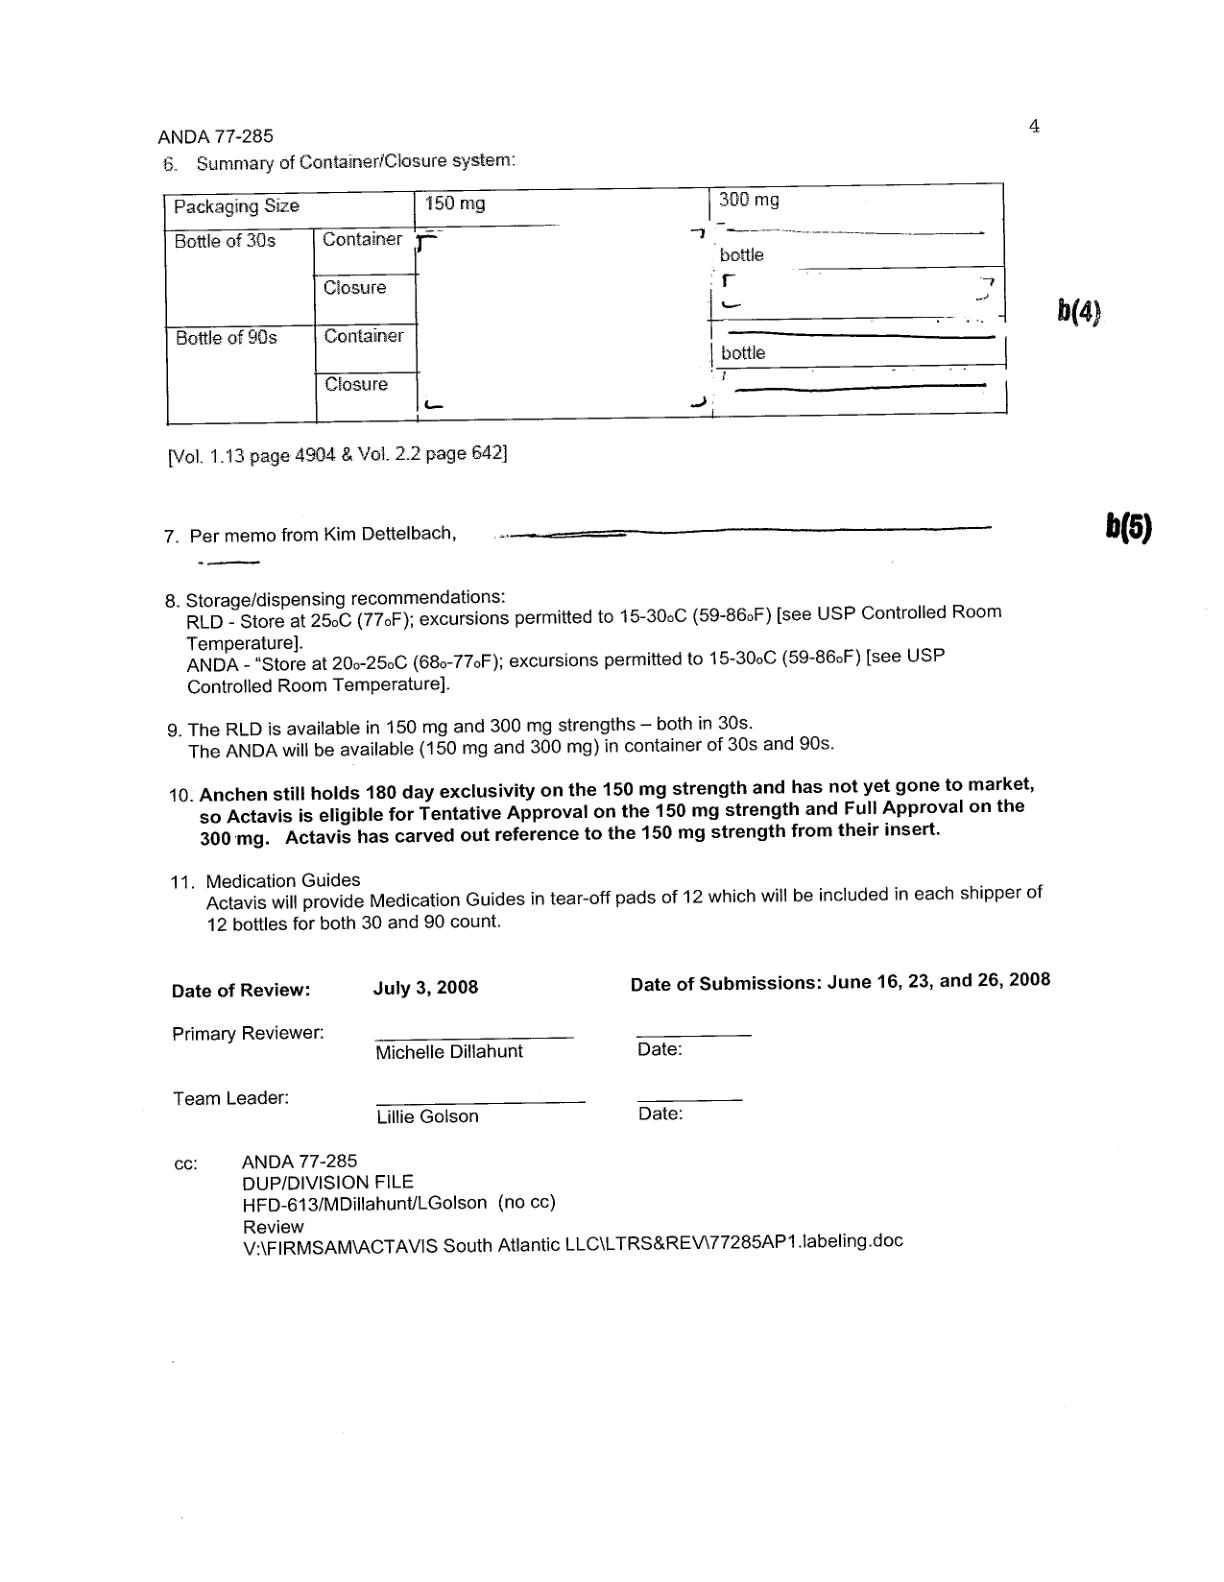 4
ANDA 77-285
6. Summary of Container/Closure system:
Packaging Size 150 mg 300 mg
Bottle of 30s Container
bottle
Closure
b(4)
Bottle of 90s Container
bottle
Closure
[Vol. 1.13 page 4904 & Vol. 2.2 page 642]
7. Per memo from Kim Dettelbach,
b(5)
8. Storage/dispensing recommendations:
RLD - Store at 25oC (77oF); excursions permitted to 15-30oC (59-86oF) [see USP Controlled Room
Temperature].
ANDA - “Store at 20o-25oC (68o-77oF); excursions permitted to 15-30oC (59-86oF) [see USP
Controlled Room Temperature].
9. The RLD is available in 150 mg and 300 mg strengths – both in 30s.
The ANDA will be available (150 mg and 300 mg) in container of 30s and 90s.
10. Anchen still holds 180 day exclusivity on the 150 mg strength and has not yet gone to market,
so Actavis is eligible for Tentative Approval on the 150 mg strength and Full Approval on the
300 mg. Actavis has carved out reference to the 150 mg strength from their insert.
11. Medication Guides
Actavis will provide Medication Guides in tear-off pads of 12 which will be included in each shipper of
12 bottles for both 30 and 90 count.
Date of Review: July 3, 2008 Date of Submissions: June 16, 23, and 26, 2008
Primary Reviewer:
Michelle Dillahunt Date:
Team Leader:
Lillie Golson Date:
cc: ANDA 77-285
DUP/DIVISION FILE
HFD-613/MDillahunt/LGolson (no cc)
Review
V:\FIRMSAM\ACTAVIS South Atlantic LLC\LTRS&REV\77285AP1.labeling.doc